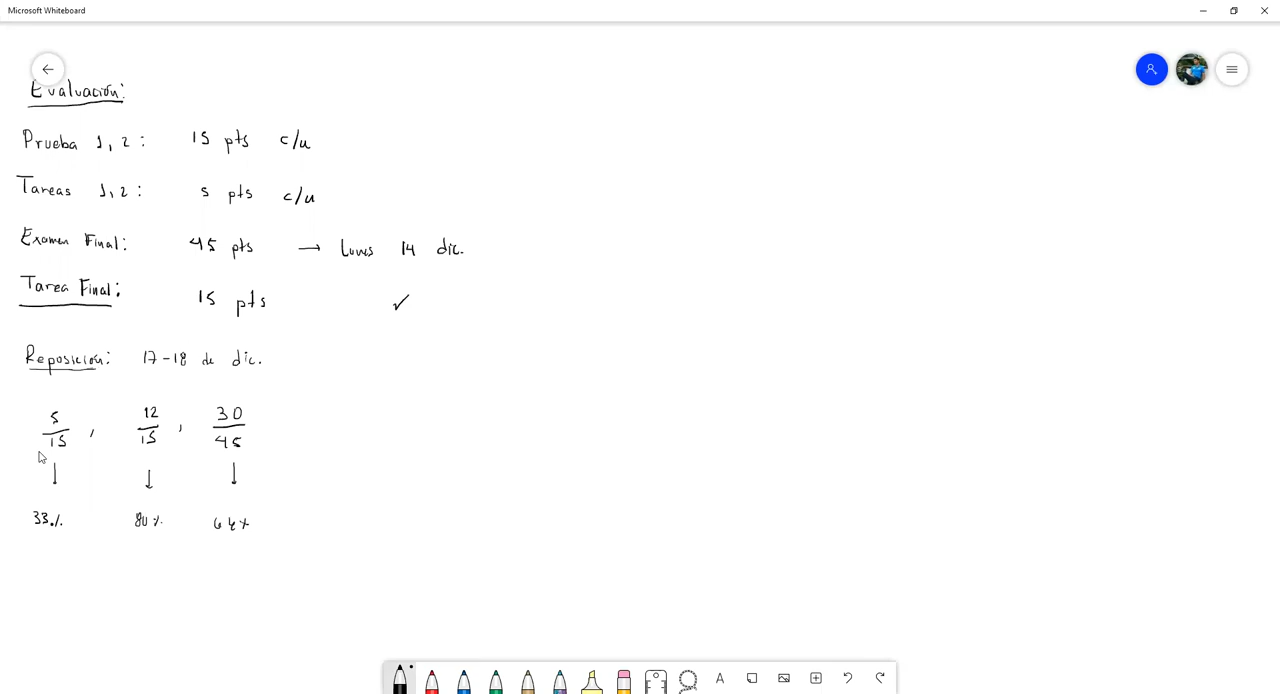 Microsoft Whiteboard
Evaluación:
Prueba 1, 2: 15 pts c/u
Tareas 1, 2: 5 pts c/u
Examen Final: 45 pts → Lunes 14 dic.
Tarea Final: 15 pts ✓
Reposición: 17-18 de dic.
5/15 , 12/15 , 30/45
↓ ↓ ↓
33% 80% 64%
A